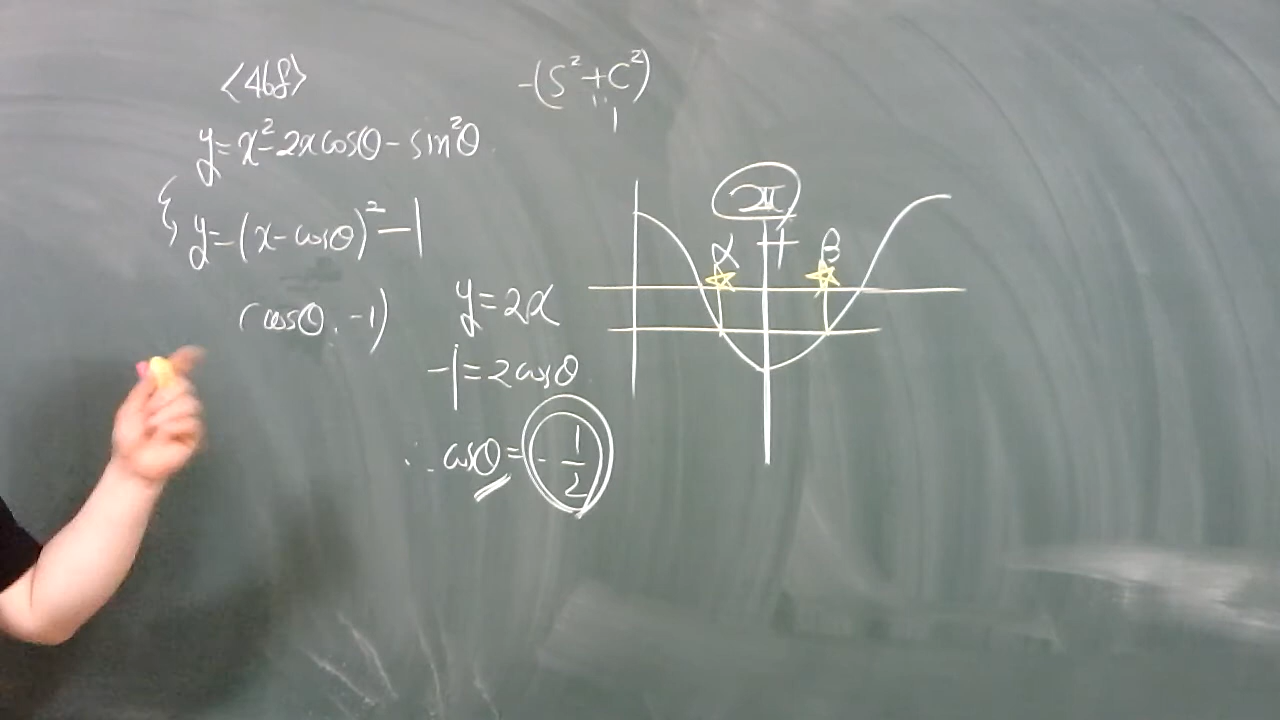 <468>
-(S²+C²)
1
y=x²-2xcosθ-sin²θ
y=(x-cosθ)²-1
(cosθ, -1)
y=2x
-1=2cosθ
∴ cosθ=-1/2
2π
α
β